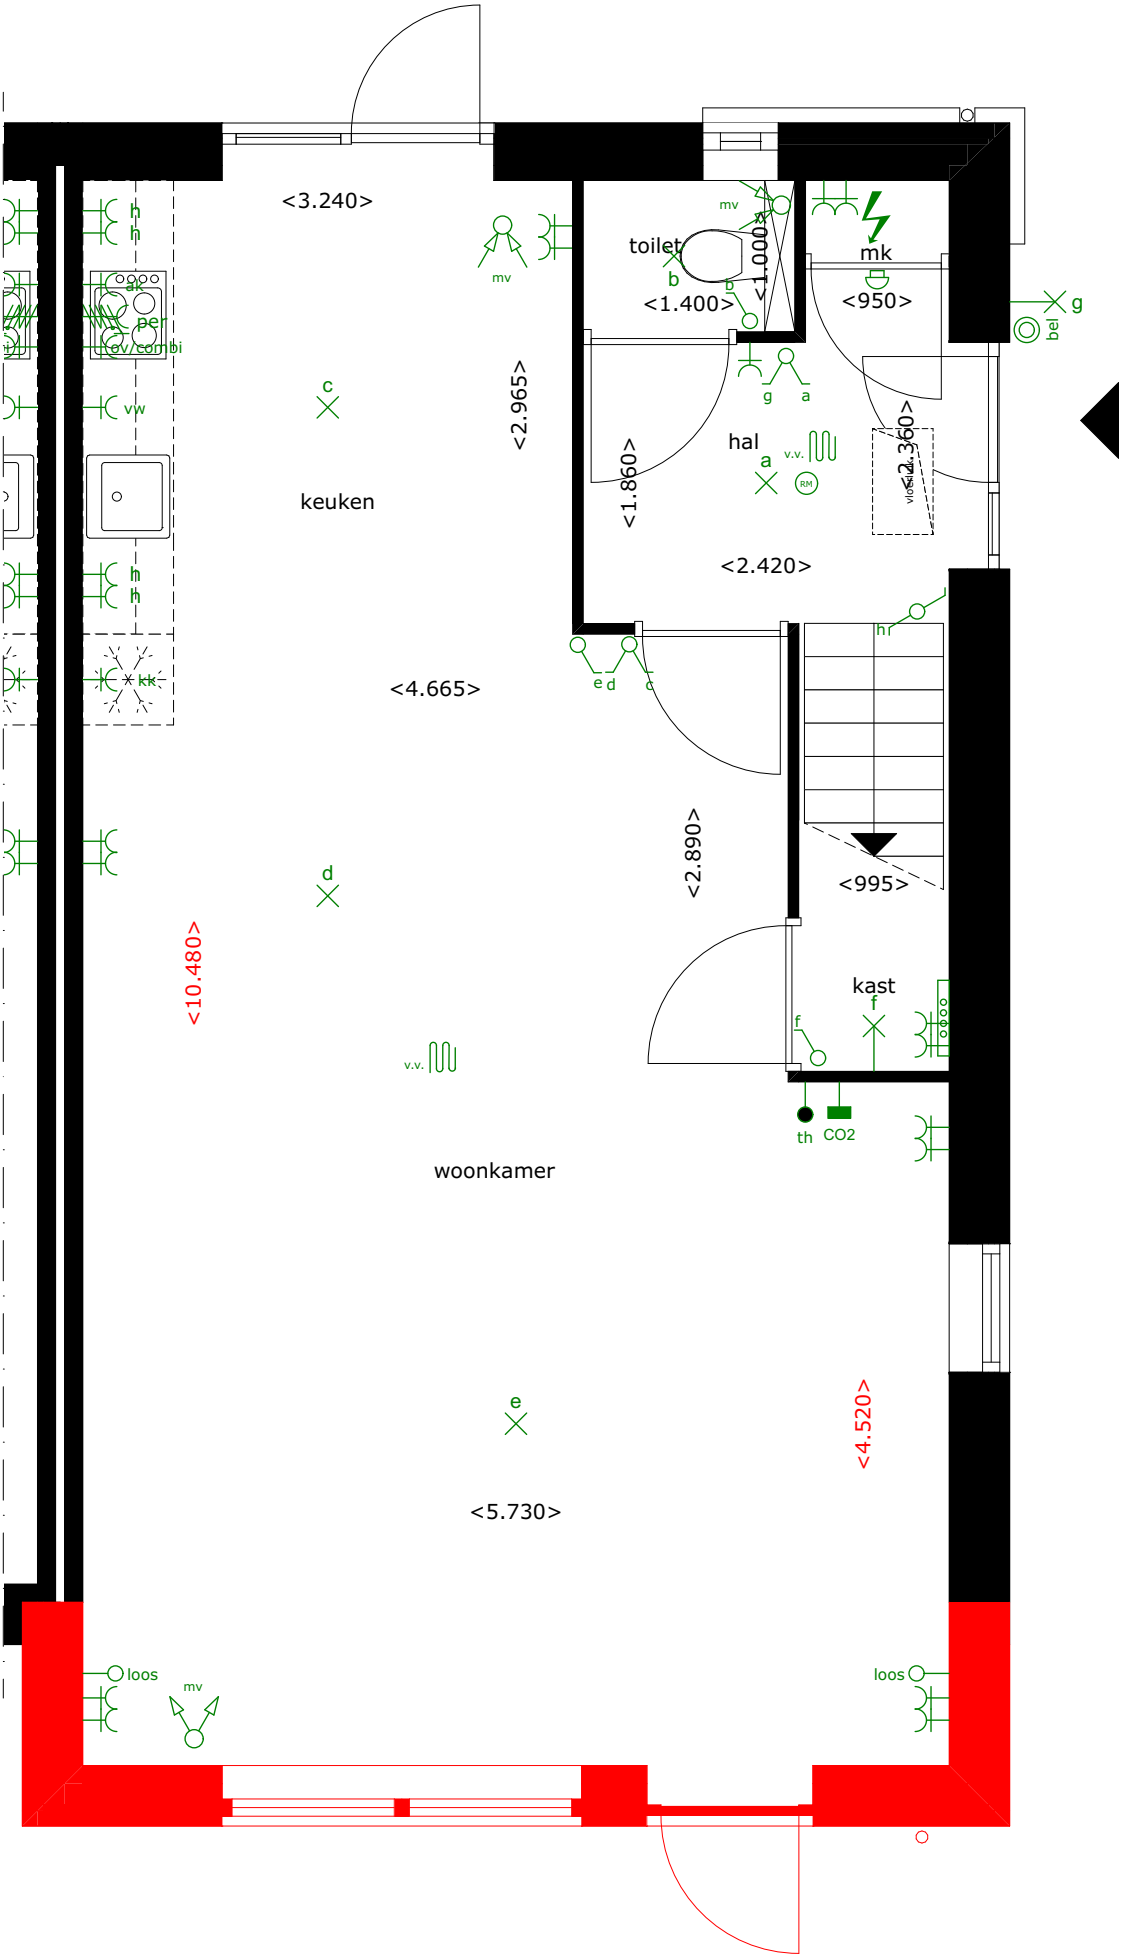 <3.240>
h
h
mv
mv
toilet
b
<1.000>
b
<1.400>
mk
<950>
g
bel
ak
per
ov/combi
vw
c
<2.965>
keuken
g
a
hal
a
v.v.
RM
<1.860>
<2.360>
vloerluik
<2.420>
h
h
h
e
d
c
kk
<4.665>
<2.890>
<995>
d
<10.480>
kast
f
f
v.v.
th
CO2
woonkamer
e
<4.520>
<5.730>
loos
mv
loos